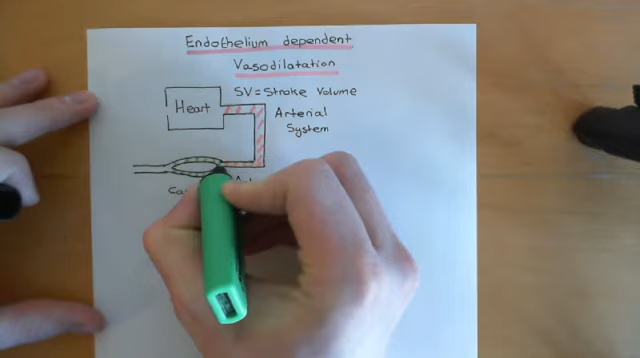 Endothelium dependent
Vasodilatation
SV = Stroke Volume
Heart
Arterial
System